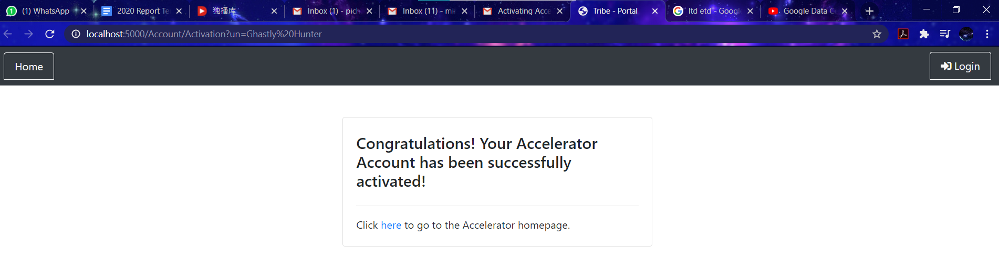 (1) WhatsApp
2020 Report Te
独播库
Inbox (1) - pich
Inbox (11) - mi
Activating Acce
Tribe - Portal
ltd etd - Googl
Google Data C
localhost:5000/Account/Activation?un=Ghastly%20Hunter
Home
Login
Congratulations! Your Accelerator
Account has been successfully
activated!
Click here to go to the Accelerator homepage.